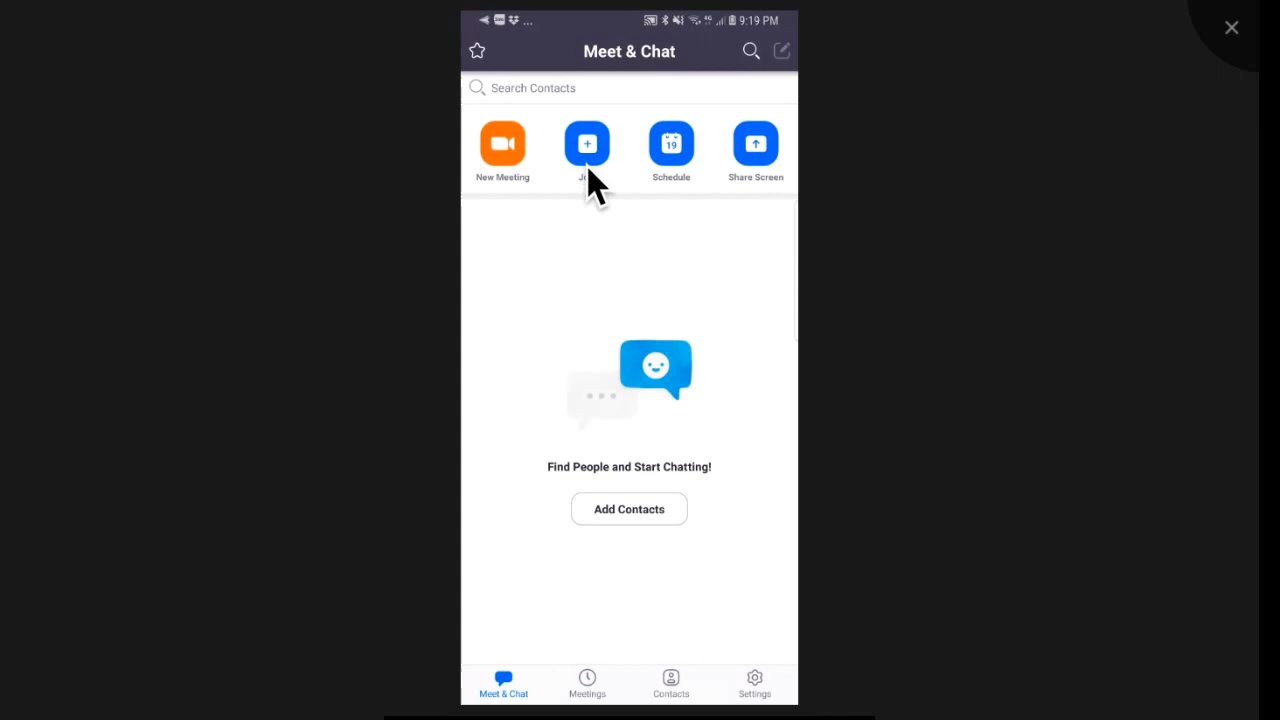 ... 9:19 PM
Meet & Chat
Search Contacts
19
New Meeting
Schedule
Share Screen
Find People and Start Chatting!
Add Contacts
Meet & Chat
Meetings
Contacts
Settings